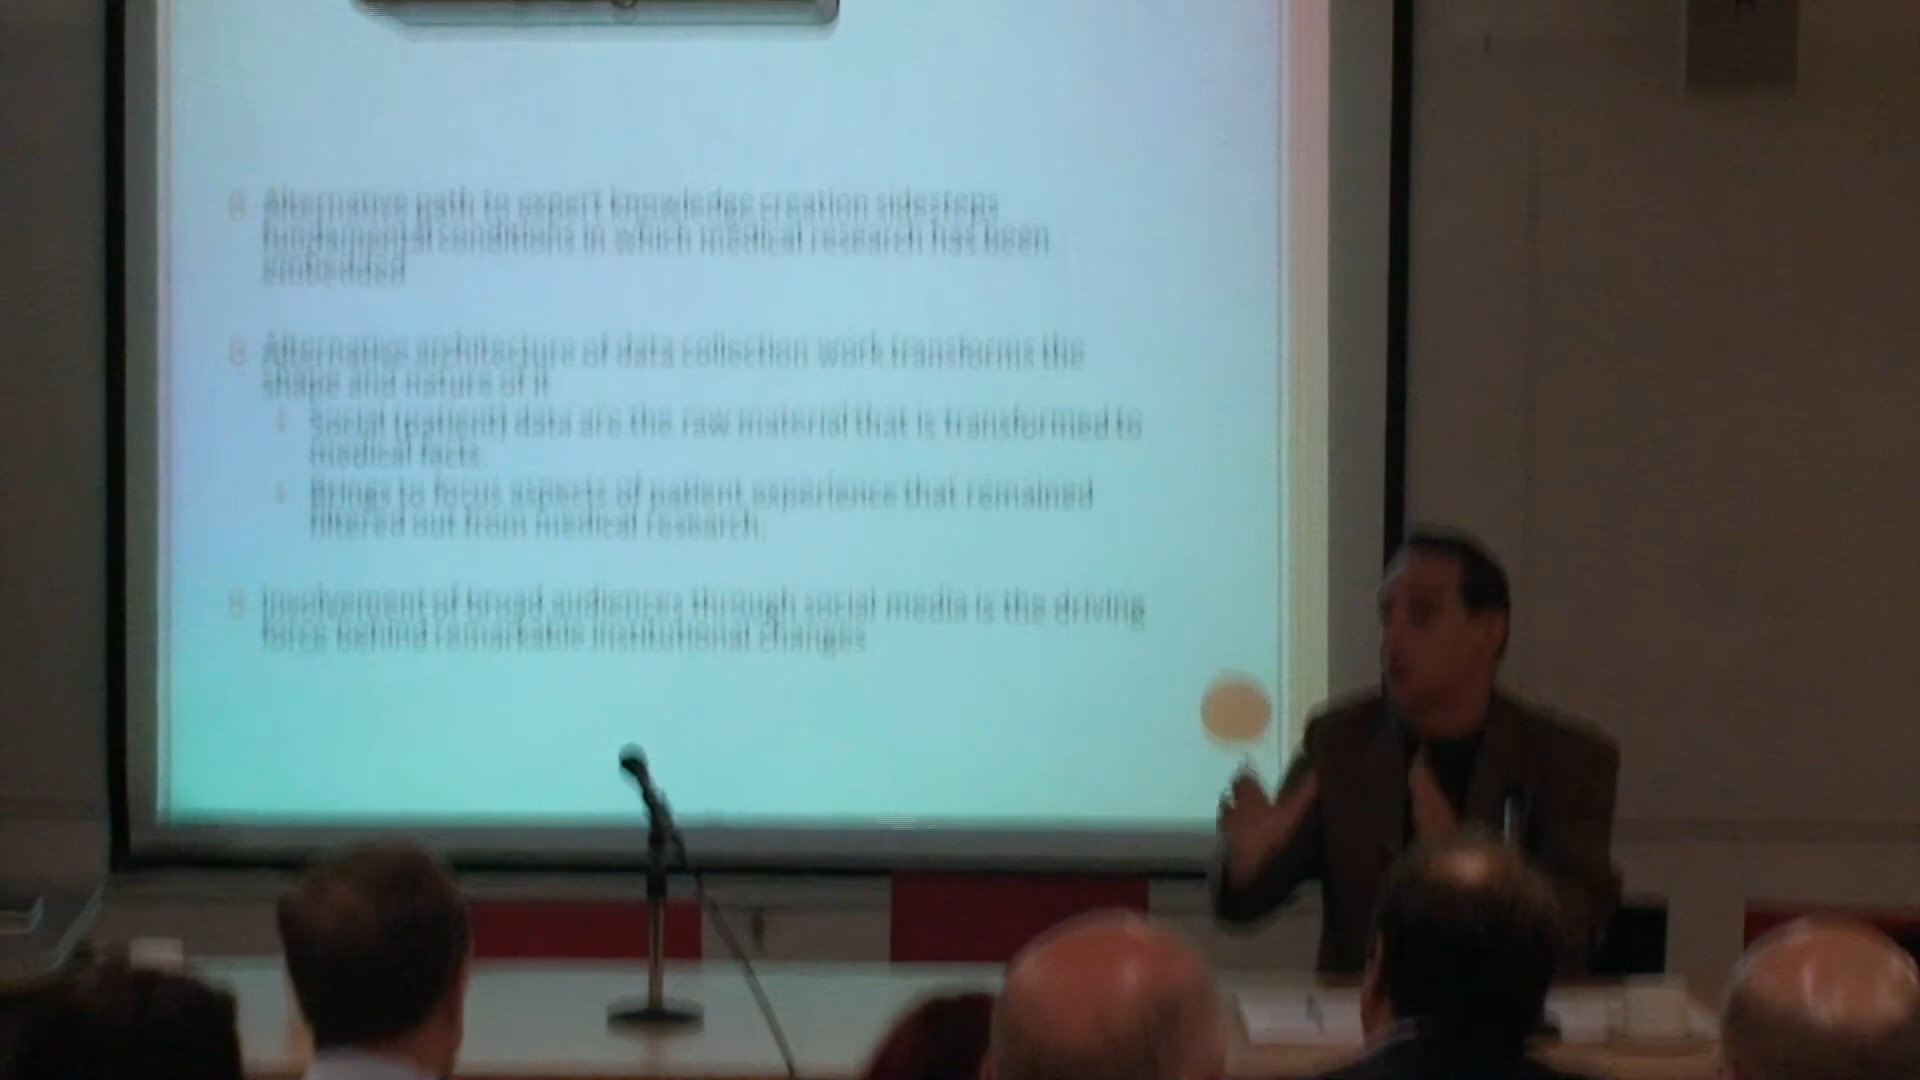 Alternative path to expert knowledge creation sidesteps
fundamental conditions in which medical research has been
embedded
Alternative architecture of data collection work transforms the
shape and nature of it
Social (patient) data are the raw material that is transformed to
medical facts.
Brings to focus aspects of patient experience that remained
filtered out from medical research.
Involvement of broad audiences through social media is the driving
force behind remarkable institutional changes